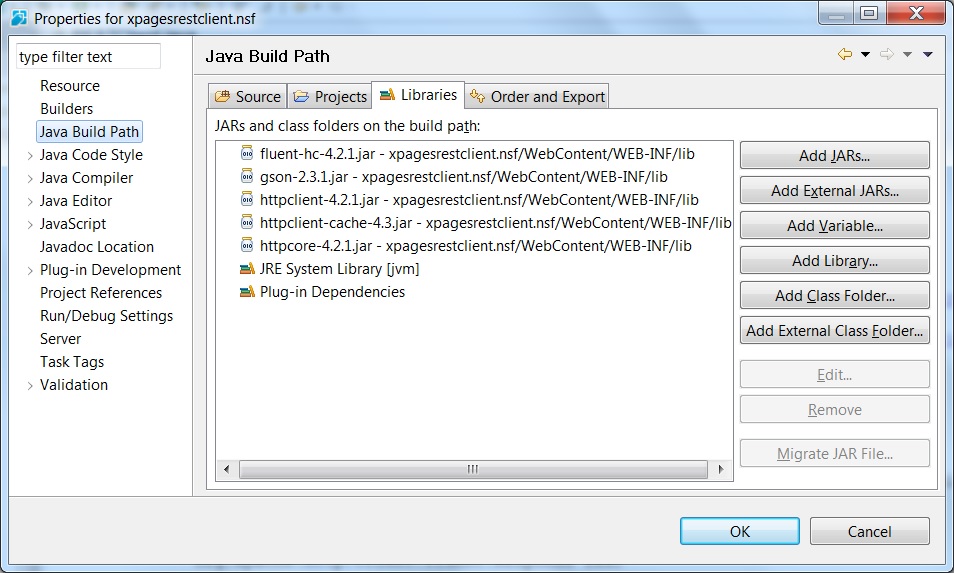 Properties for xpagesrestclient.nsf
type filter text
Resource
Builders
Java Build Path
Java Code Style
Java Compiler
Java Editor
JavaScript
Javadoc Location
Plug-in Development
Project References
Run/Debug Settings
Server
Task Tags
Validation
Java Build Path
Source Projects Libraries Order and Export
JARs and class folders on the build path:
fluent-hc-4.2.1.jar - xpagesrestclient.nsf/WebContent/WEB-INF/lib
gson-2.3.1.jar - xpagesrestclient.nsf/WebContent/WEB-INF/lib
httpclient-4.2.1.jar - xpagesrestclient.nsf/WebContent/WEB-INF/lib
httpclient-cache-4.3.jar - xpagesrestclient.nsf/WebContent/WEB-INF/lib
httpcore-4.2.1.jar - xpagesrestclient.nsf/WebContent/WEB-INF/lib
JRE System Library [jvm]
Plug-in Dependencies
Add JARs...
Add External JARs...
Add Variable...
Add Library...
Add Class Folder...
Add External Class Folder...
Edit...
Remove
Migrate JAR File...
OK Cancel